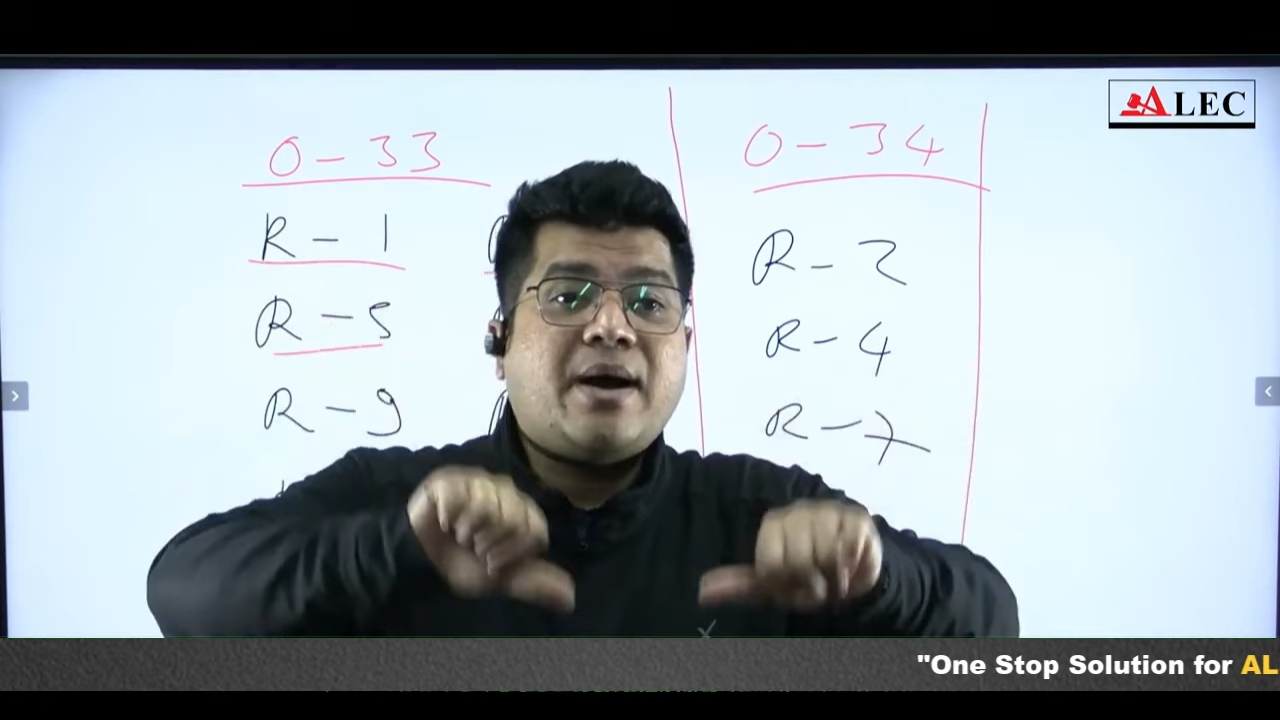 ALEC
O - 33
R - 1
R - 5
R - 9
O - 34
R - 2
R - 4
R - 7
"One Stop Solution for AL